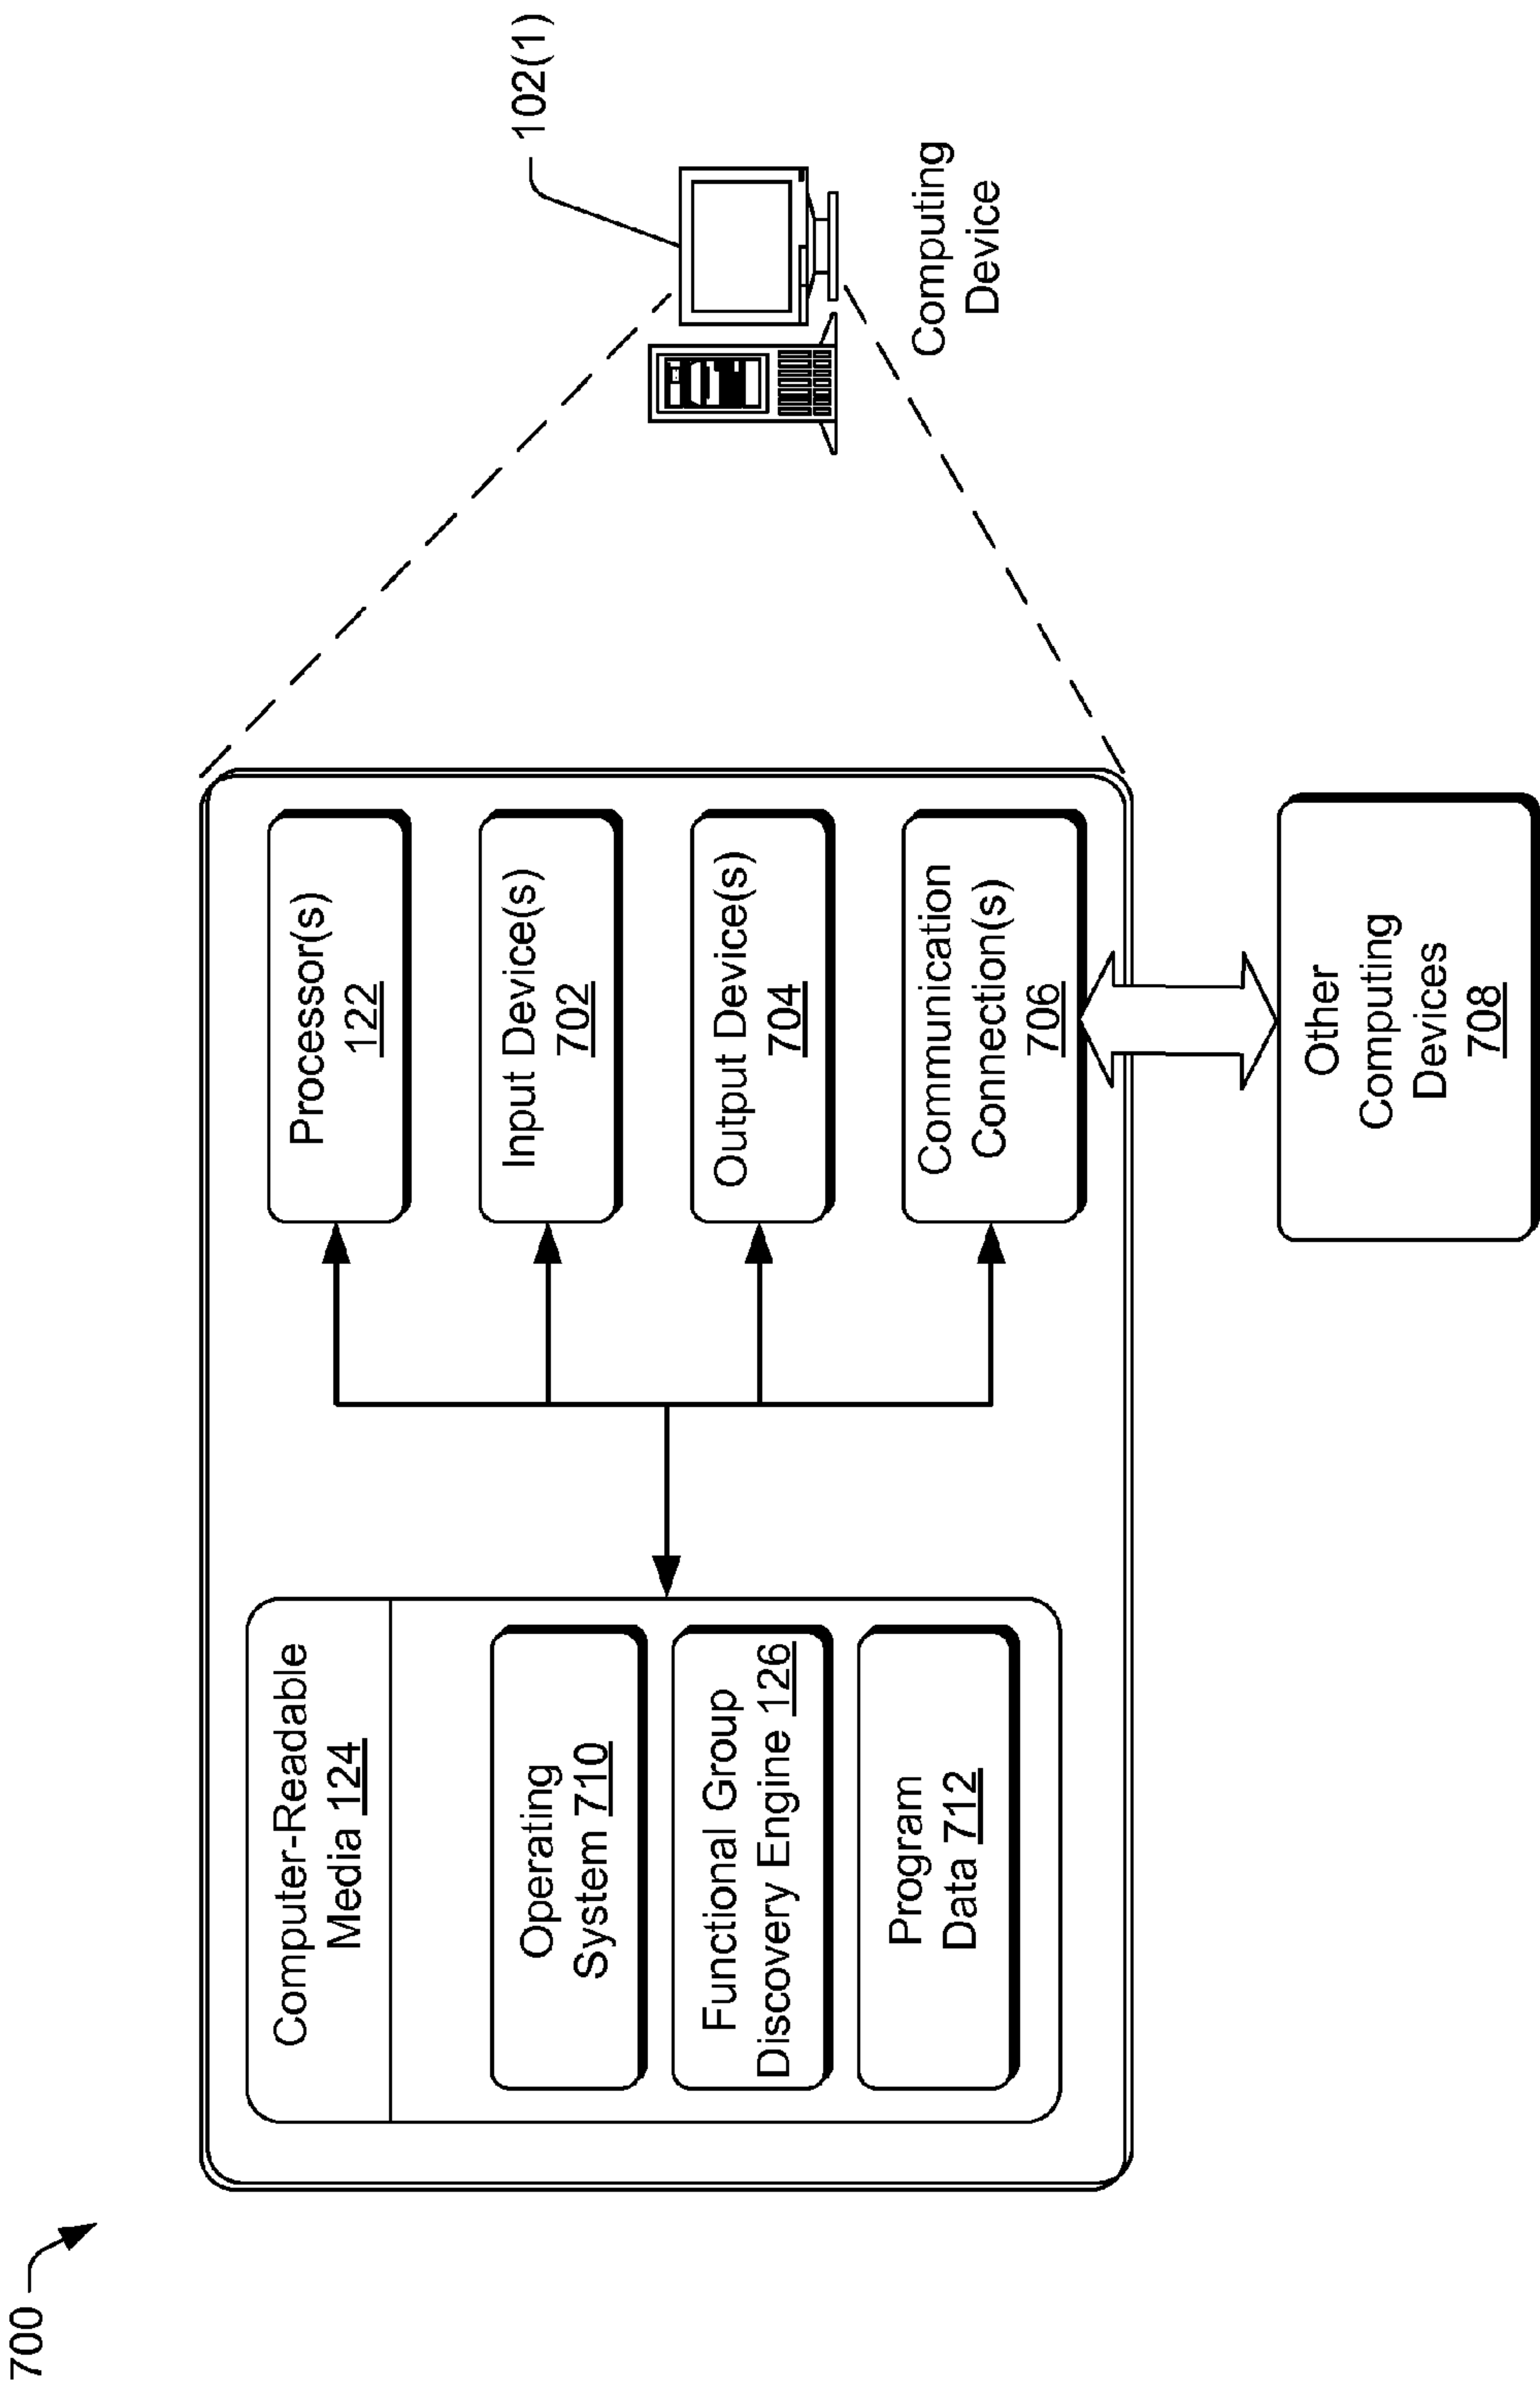 700
Computer-Readable
Media 124
Operating
System 710
Functional Group
Discovery Engine 126
Program
Data 712
Processor(s)
122
Input Device(s)
702
Output Device(s)
704
Communication
Connection(s)
706
Other
Computing
Devices
708
102(1)
Computing
Device